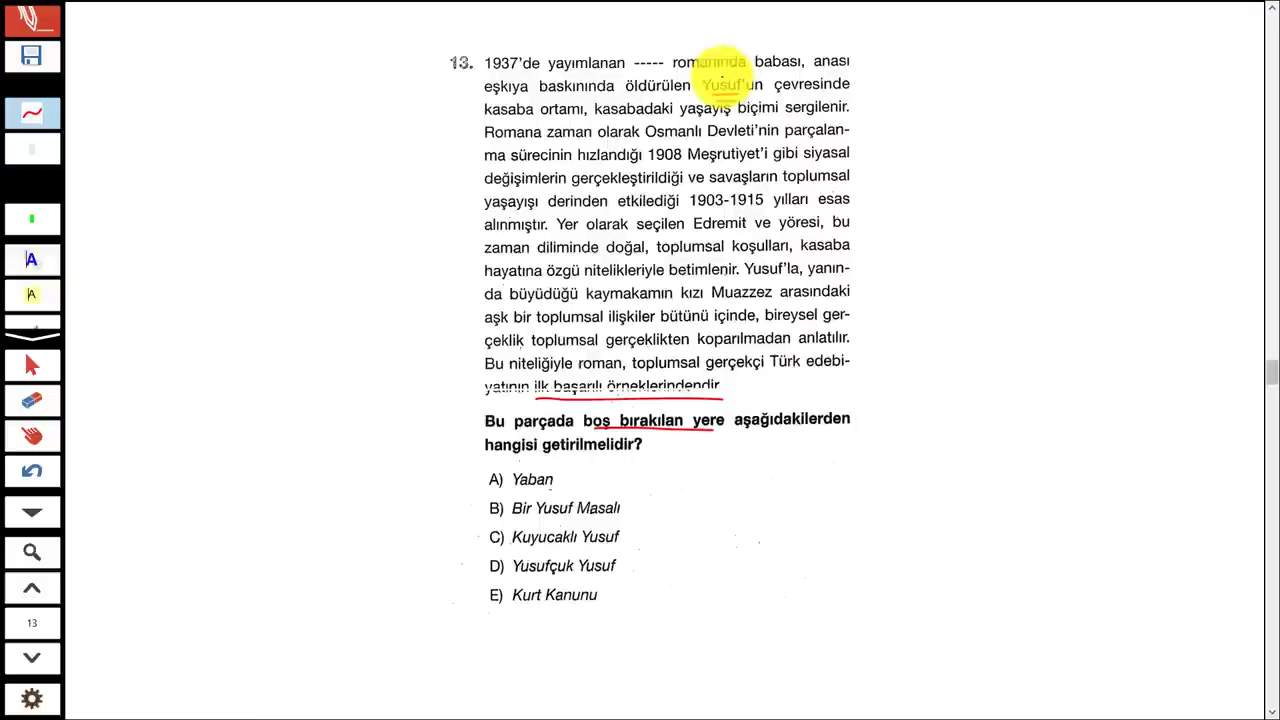 13. 1937'de yayımlanan ----- romanında babası, anası
eşkıya baskınında öldürülen Yusuf'un çevresinde
kasaba ortamı, kasabadaki yaşayış biçimi sergilenir.
Romana zaman olarak Osmanlı Devleti'nin parçalan-
ma sürecinin hızlandığı 1908 Meşrutiyet'i gibi siyasal
değişimlerin gerçekleştirildiği ve savaşların toplumsal
yaşayışı derinden etkilediği 1903-1915 yılları esas
alınmıştır. Yer olarak seçilen Edremit ve yöresi, bu
zaman diliminde doğal, toplumsal koşulları, kasaba
hayatına özgü nitelikleriyle betimlenir. Yusuf'la, yanın-
da büyüdüğü kaymakamın kızı Muazzez arasındaki
aşk bir toplumsal ilişkiler bütünü içinde, bireysel ger-
çeklik toplumsal gerçeklikten koparılmadan anlatılır.
Bu niteliğiyle roman, toplumsal gerçekçi Türk edebi-
yatının ilk başarılı örneklerindendir
Bu parçada boş bırakılan yere aşağıdakilerden
hangisi getirilmelidir?
A) Yaban
B) Bir Yusuf Masalı
C) Kuyucaklı Yusuf
D) Yusufçuk Yusuf
E) Kurt Kanunu
A
A
13